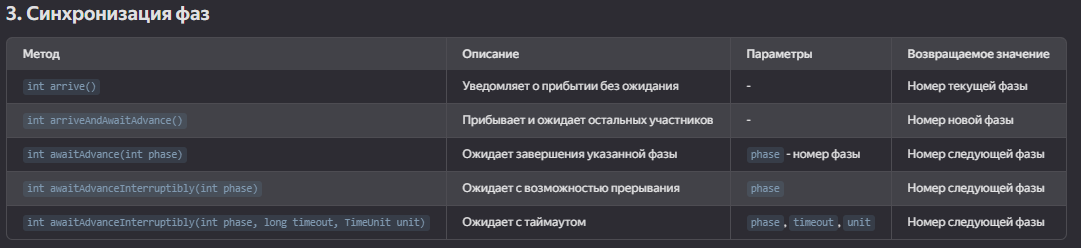 3. Синхронизация фаз
Метод Описание Параметры Возвращаемое значение
int arrive() Уведомляет о прибытии без ожидания - Номер текущей фазы
int arriveAndAwaitAdvance() Прибывает и ожидает остальных участников - Номер новой фазы
int awaitAdvance(int phase) Ожидает завершения указанной фазы phase - номер фазы Номер следующей фазы
int awaitAdvanceInterruptibly(int phase) Ожидает с возможностью прерывания phase Номер следующей фазы
int awaitAdvanceInterruptibly(int phase, long timeout, TimeUnit unit) Ожидает с таймаутом phase, timeout, unit Номер следующей фазы